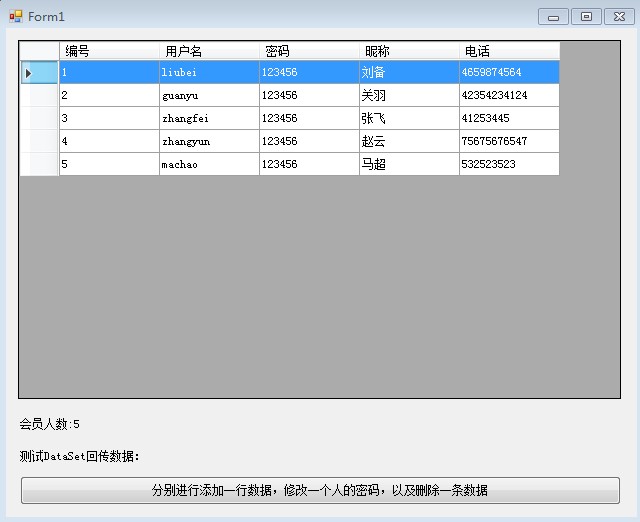 Form1
编号 用户名 密码 昵称 电话
1 liubei 123456 刘备 4659874564
2 guanyu 123456 关羽 42354234124
3 zhangfei 123456 张飞 41253445
4 zhangyun 123456 赵云 75675676547
5 machao 123456 马超 532523523
会员人数:5
测试DataSet回传数据:
分别进行添加一行数据，修改一个人的密码，以及删除一条数据